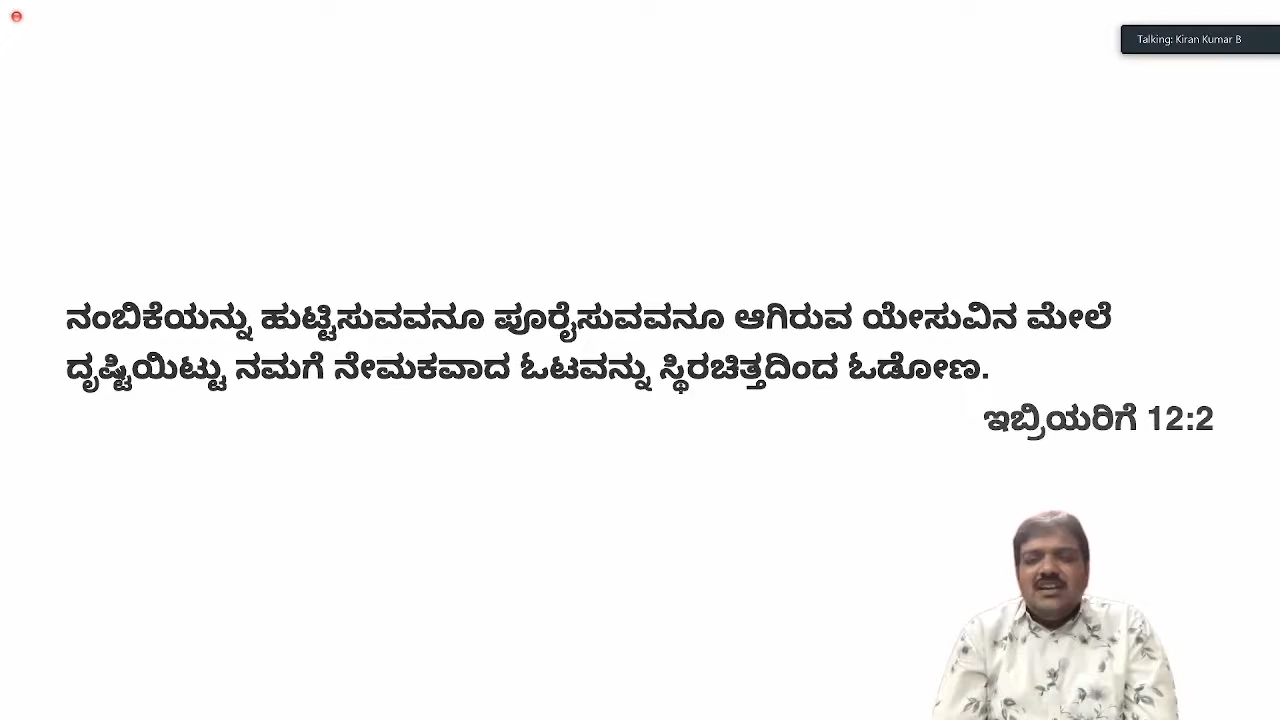 Talking: Kiran Kumar B
ನಂಬಿಕೆಯನ್ನು ಹುಟ್ಟಿಸುವವನೂ ಪೂರೈಸುವವನೂ ಆಗಿರುವ ಯೇಸುವಿನ ಮೇಲೆ
ದೃಷ್ಟಿಯಿಟ್ಟು ನಮಗೆ ನೇಮಕವಾದ ಓಟವನ್ನು ಸ್ಥಿರಚಿತ್ತದಿಂದ ಓಡೋಣ.
ಇಬ್ರಿಯರಿಗೆ 12:2